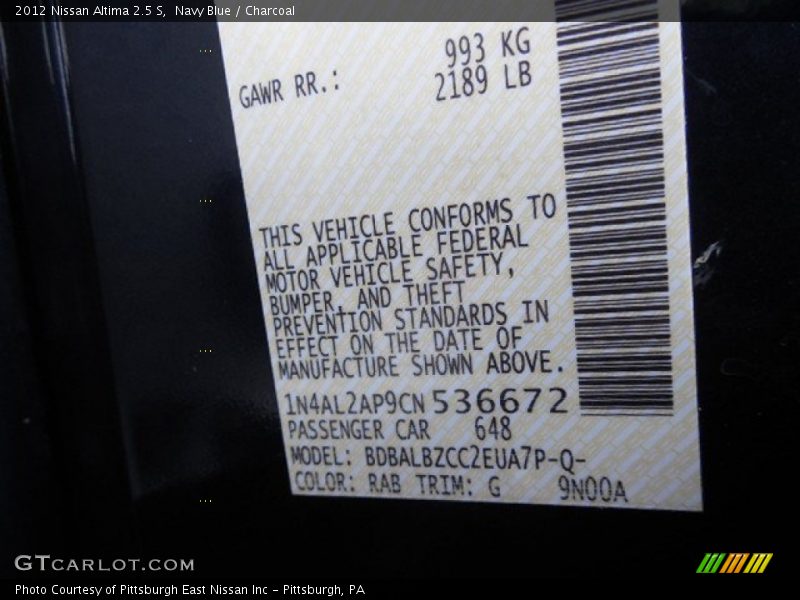 2012 Nissan Altima 2.5 S,  Navy Blue / Charcoal
GAWR RR.: 993 KG
2189 LB
THIS VEHICLE CONFORMS TO
ALL APPLICABLE FEDERAL
MOTOR VEHICLE SAFETY,
BUMPER, AND THEFT
PREVENTION STANDARDS IN
EFFECT ON THE DATE OF
MANUFACTURE SHOWN ABOVE.
1N4AL2AP9CN536672
PASSENGER CAR 648
MODEL: BDBALBZCC2EUA7P-Q-
COLOR: RAB TRIM: G 9N00A
GTCARLOT.COM
Photo Courtesy of Pittsburgh East Nissan Inc - Pittsburgh, PA